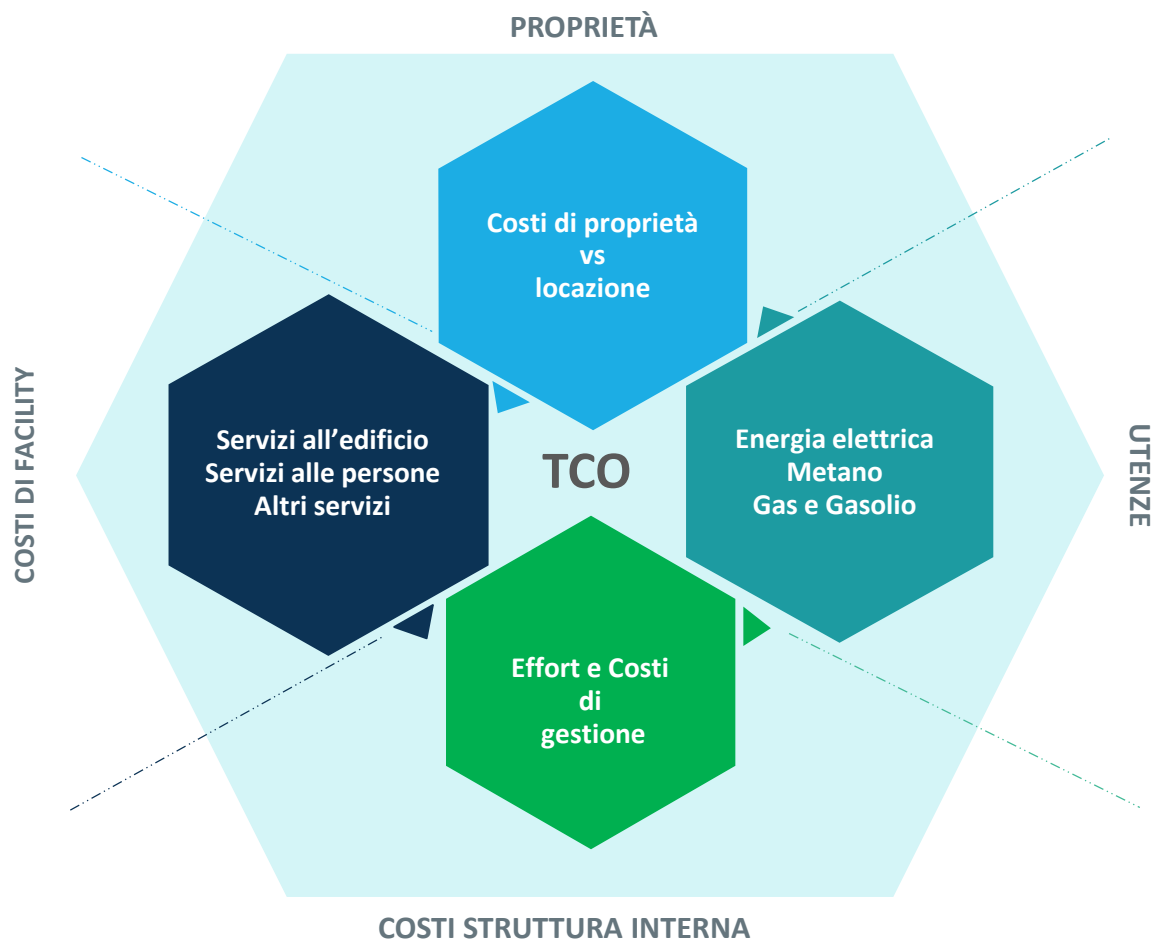 PROPRIETÀ
Costi di proprietà
vs
locazione
COSTI DI FACILITY
Servizi all’edificio
Servizi alle persone
Altri servizi
TCO
Energia elettrica
Metano
Gas e Gasolio
UTENZE
Effort e Costi
di
gestione
COSTI STRUTTURA INTERNA